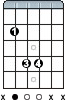 1
3 4
x ● ○ ○ x x